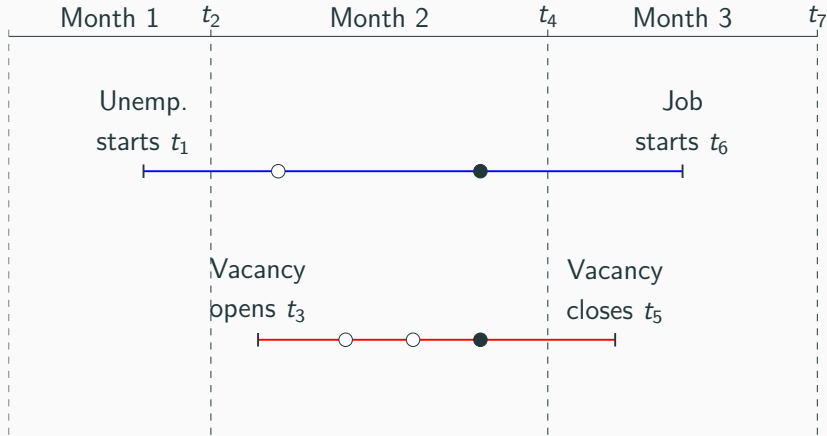 Month 1 t2 Month 2 t4 Month 3 t7
Unemp.
starts t1
Job
starts t6
Vacancy
opens t3
Vacancy
closes t5